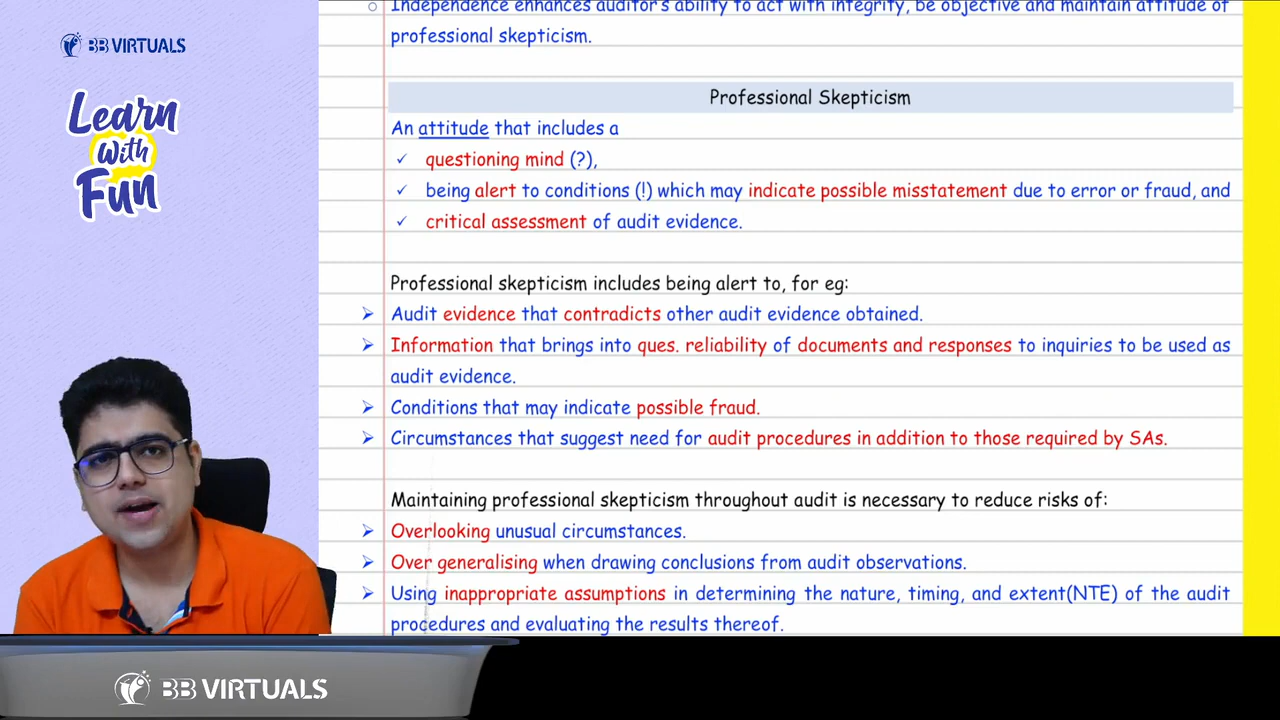 BB VIRTUALS
Learn
With
Fun
Independence enhances auditor's ability to act with integrity, be objective and maintain attitude of
professional skepticism.
Professional Skepticism
An attitude that includes a
questioning mind (?),
being alert to conditions (!) which may indicate possible misstatement due to error or fraud, and
critical assessment of audit evidence.
Professional skepticism includes being alert to, for eg:
Audit evidence that contradicts other audit evidence obtained.
Information that brings into ques. reliability of documents and responses to inquiries to be used as
audit evidence.
Conditions that may indicate possible fraud.
Circumstances that suggest need for audit procedures in addition to those required by SAs.
Maintaining professional skepticism throughout audit is necessary to reduce risks of:
Overlooking unusual circumstances.
Over generalising when drawing conclusions from audit observations.
Using inappropriate assumptions in determining the nature, timing, and extent(NTE) of the audit
procedures and evaluating the results thereof.
BB VIRTUALS